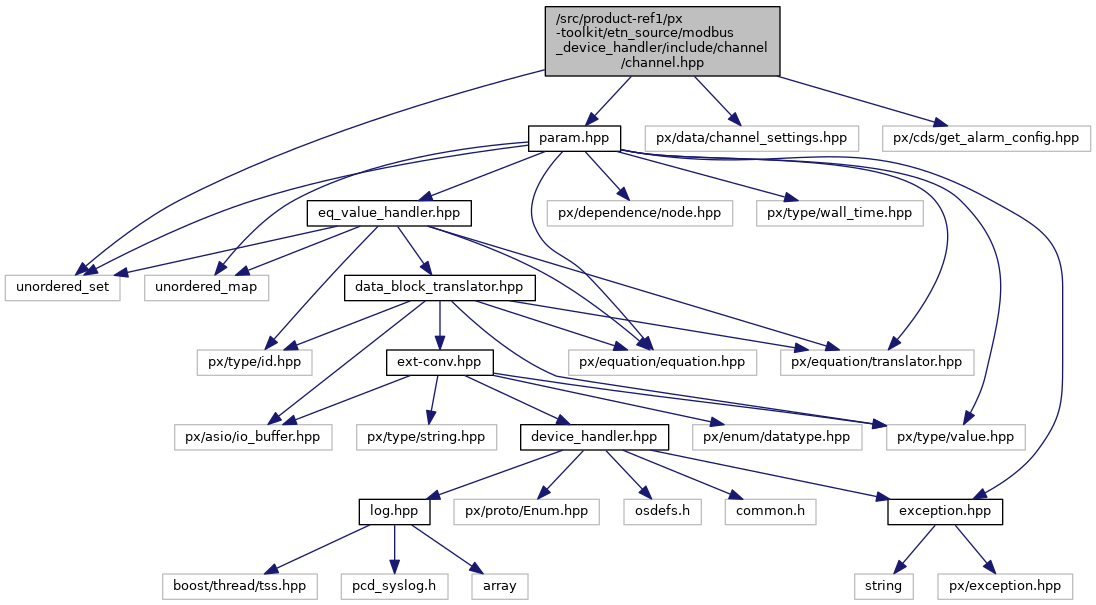 /src/product-ref1/px
-toolkit/etn_source/modbus
_device_handler/include/channel
/channel.hpp
param.hpp
px/data/channel_settings.hpp
px/cds/get_alarm_config.hpp
eq_value_handler.hpp
px/dependence/node.hpp
px/type/wall_time.hpp
unordered_set
unordered_map
data_block_translator.hpp
px/type/id.hpp
ext-conv.hpp
px/equation/equation.hpp
px/equation/translator.hpp
px/asio/io_buffer.hpp
px/type/string.hpp
device_handler.hpp
px/enum/datatype.hpp
px/type/value.hpp
log.hpp
px/proto/Enum.hpp
osdefs.h
common.h
exception.hpp
boost/thread/tss.hpp
pcd_syslog.h
array
string
px/exception.hpp